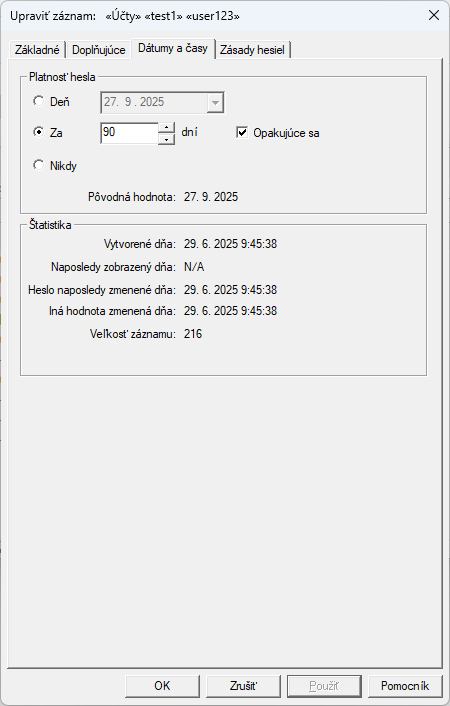 Upraviť záznam: «Účty» «test1» «user123»
Základné Doplňujúce Dátumy a časy Zásady hesiel
Platnosť hesla
Deň 27. 9 . 2025
Za 90 dní Opakujúce sa
Nikdy
Pôvodná hodnota: 27. 9. 2025
Štatistika
Vytvorené dňa: 29. 6. 2025 9:45:38
Naposledy zobrazený dňa: N/A
Heslo naposledy zmenené dňa: 29. 6. 2025 9:45:38
Iná hodnota zmenená dňa: 29. 6. 2025 9:45:38
Veľkosť záznamu: 216
OK Zrušiť Použiť Pomocník